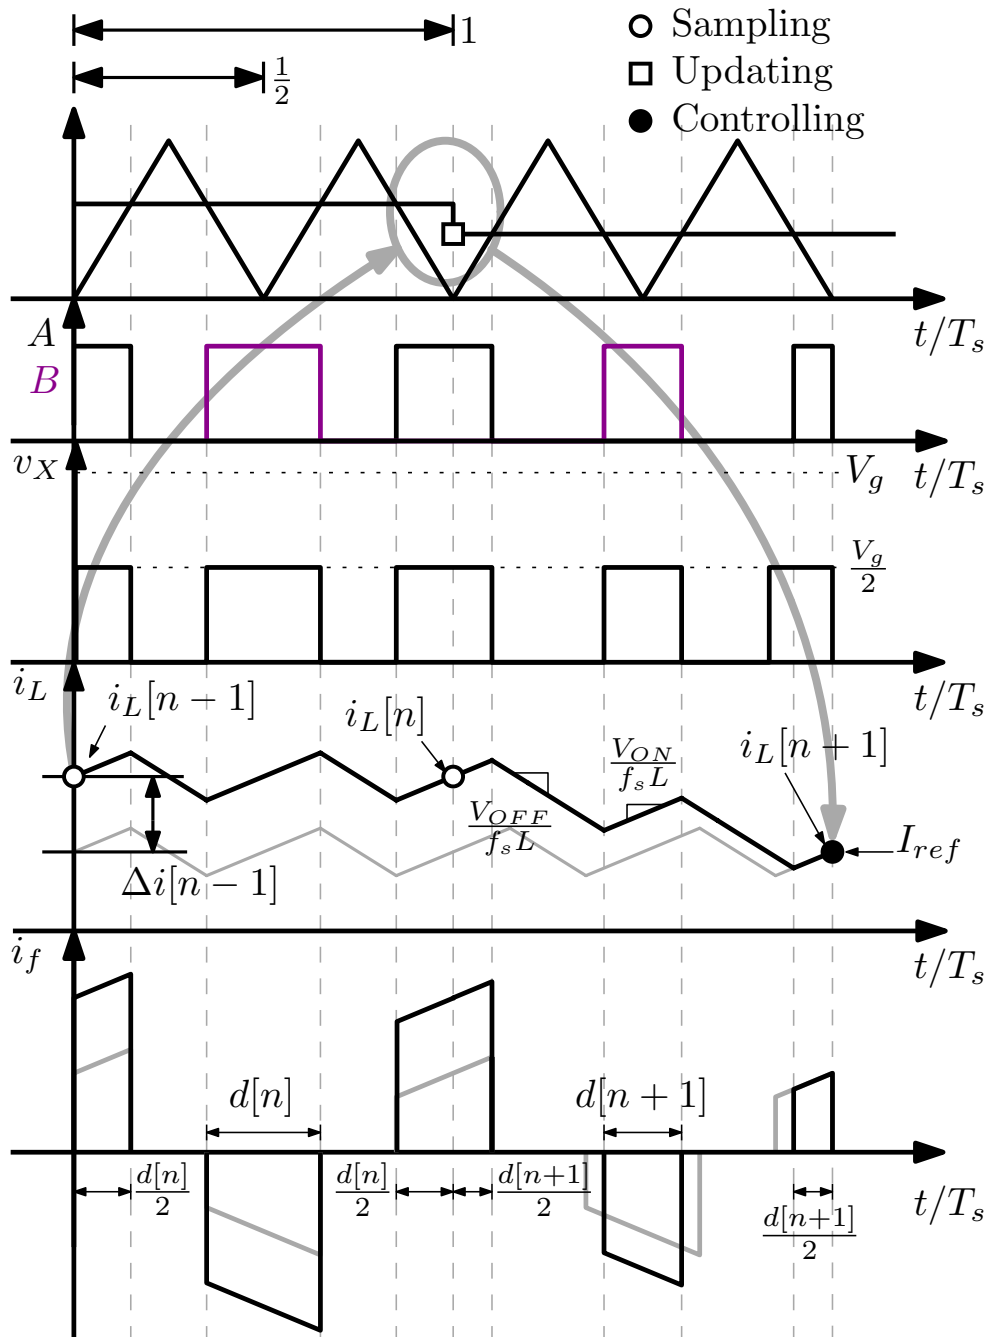 1
Sampling
1/2
Updating
Controlling
A
t/T_s
B
v_X
V_g
t/T_s
V_g/2
i_L
t/T_s
i_L[n − 1]
i_L[n]
i_L[n + 1]
V_ON/f_sL
V_OFF/f_sL
I_ref
Δi[n − 1]
i_f
t/T_s
d[n]
d[n + 1]
d[n]/2
d[n]/2
d[n+1]/2
t/T_s
d[n+1]/2